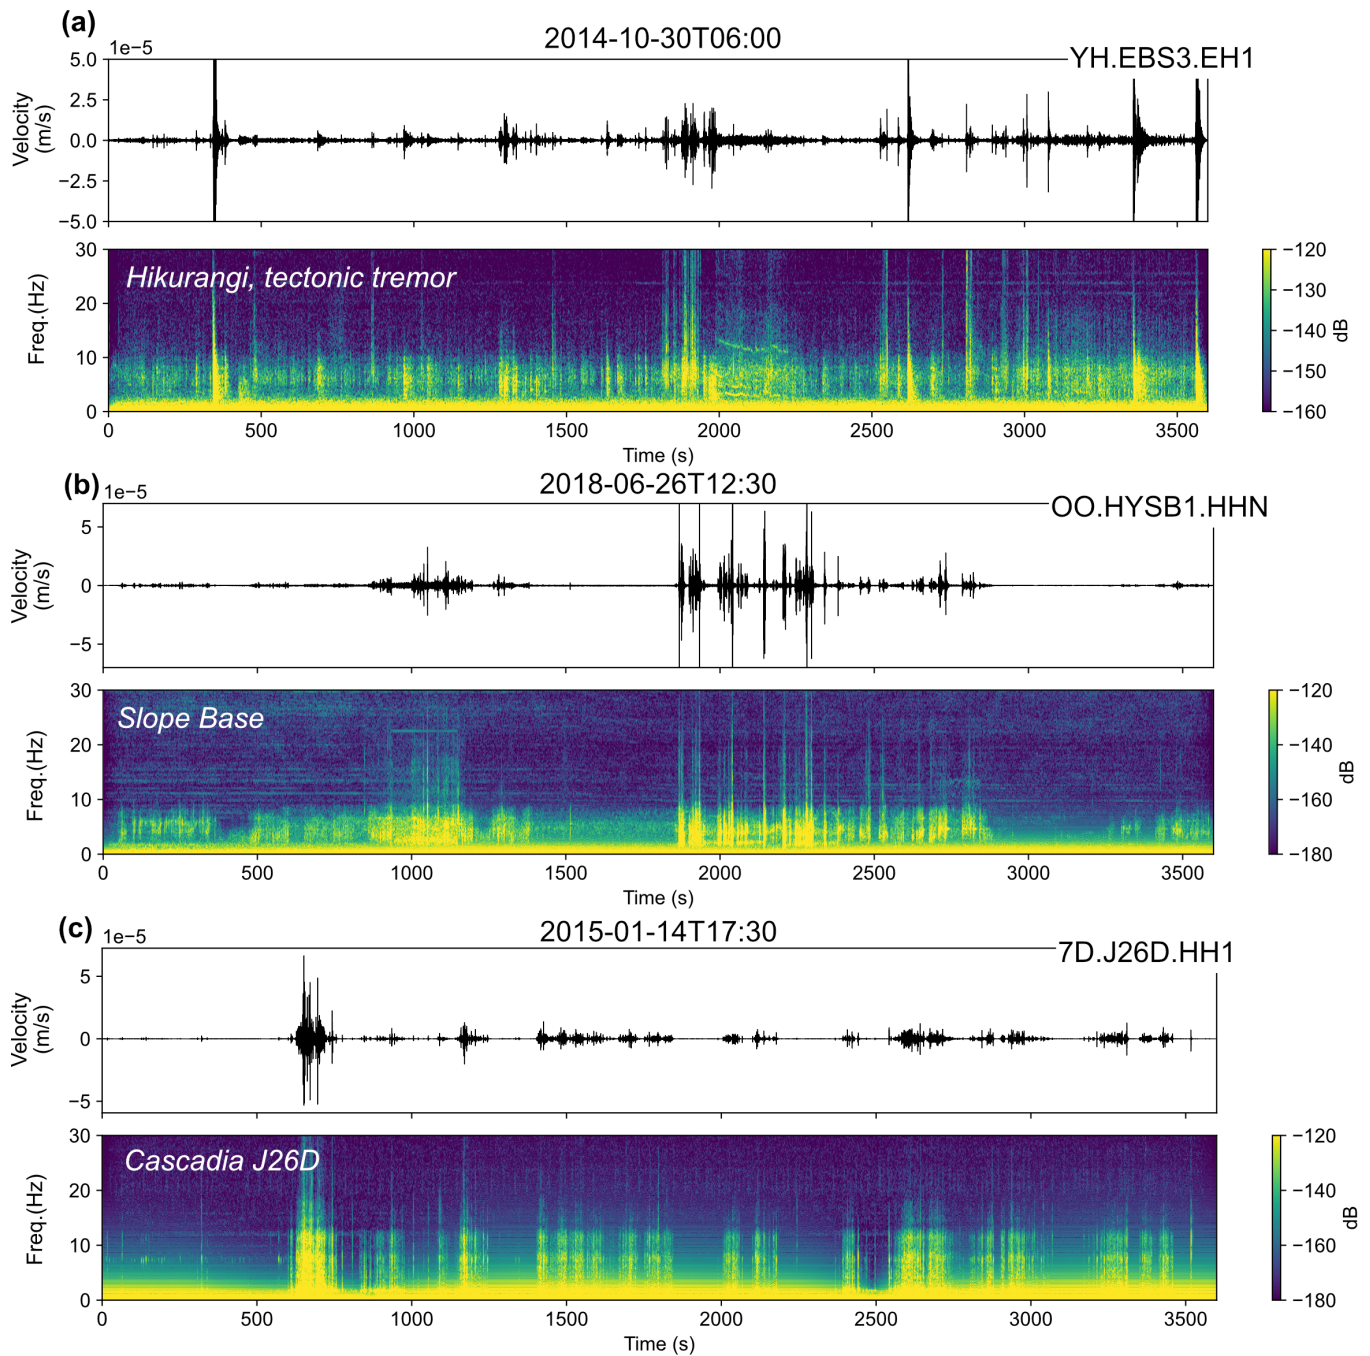 (a)
2014-10-30T06:00
1e−5
YH.EBS3.EH1
5.0
2.5
0.0
−2.5
−5.0
Velocity
(m/s)
30
20
10
0
Freq.(Hz)
Hikurangi, tectonic tremor
0 500 1000 1500 2000 2500 3000 3500
Time (s)
−120
−130
−140
−150
−160
dB
(b)
2018-06-26T12:30
1e−5
OO.HYSB1.HHN
5
0
−5
Velocity
(m/s)
30
20
10
0
Freq.(Hz)
Slope Base
0 500 1000 1500 2000 2500 3000 3500
Time (s)
−120
−140
−160
−180
dB
(c)
2015-01-14T17:30
1e−5
7D.J26D.HH1
5
0
−5
Velocity
(m/s)
30
20
10
0
Freq.(Hz)
Cascadia J26D
0 500 1000 1500 2000 2500 3000 3500
Time (s)
−120
−140
−160
−180
dB